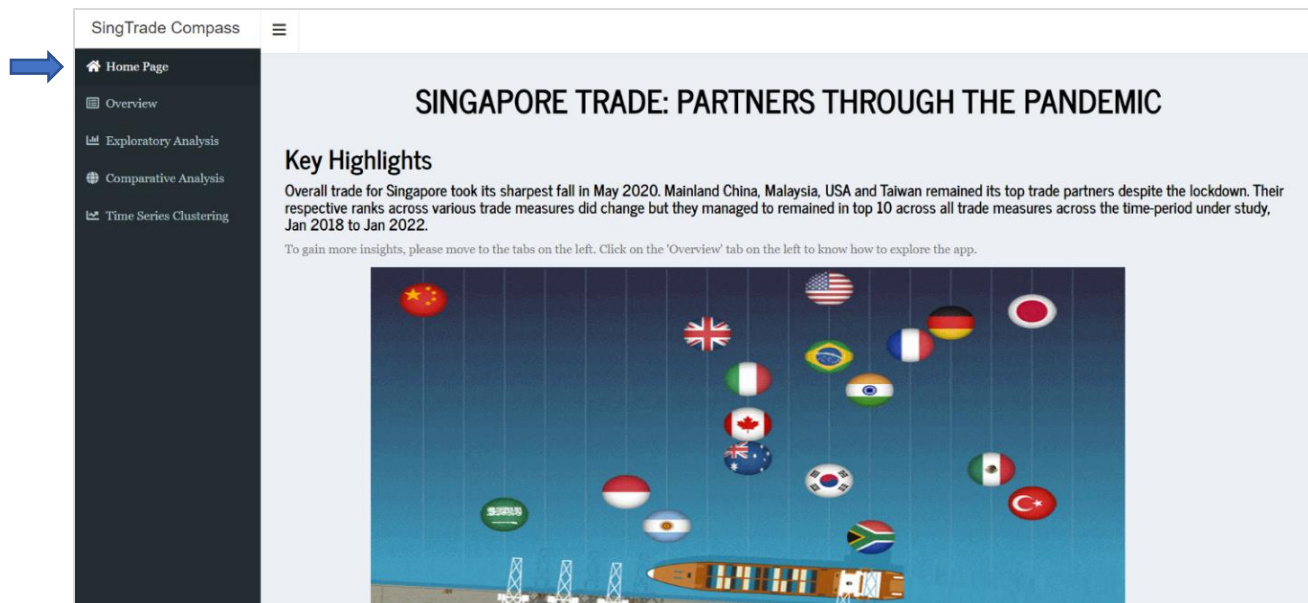 SingTrade Compass
Home Page
Overview
Exploratory Analysis
Comparative Analysis
Time Series Clustering
SINGAPORE TRADE: PARTNERS THROUGH THE PANDEMIC
Key Highlights
Overall trade for Singapore took its sharpest fall in May 2020. Mainland China, Malaysia, USA and Taiwan remained its top trade partners despite the lockdown. Their
respective ranks across various trade measures did change but they managed to remained in top 10 across all trade measures across the time-period under study,
Jan 2018 to Jan 2022.
To gain more insights, please move to the tabs on the left. Click on the 'Overview' tab on the left to know how to explore the app.